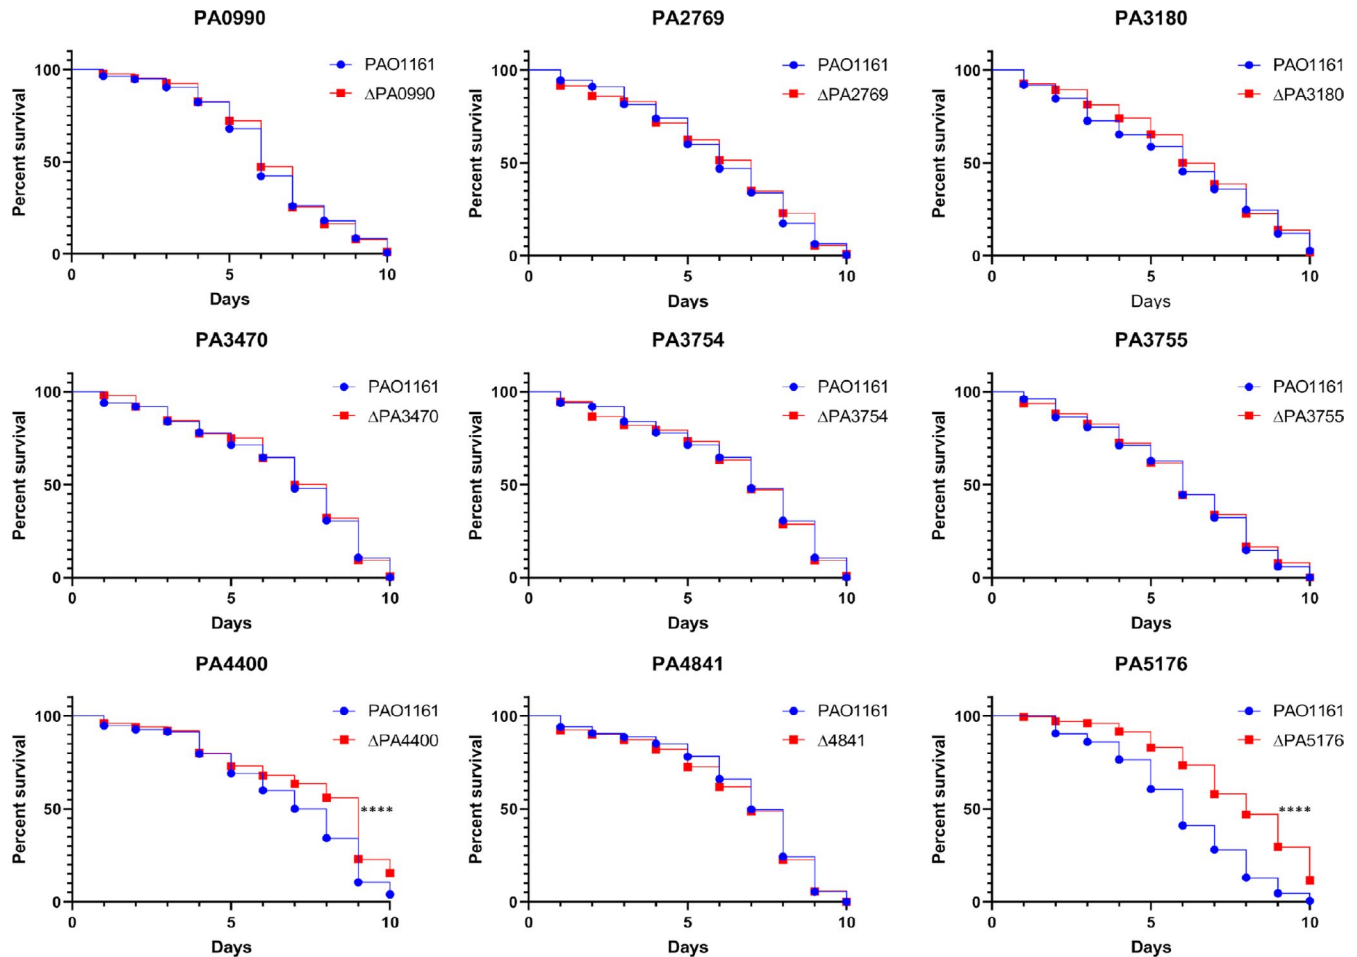 PA0990
PAO1161
ΔPA0990
Percent survival
100
50
0
0 5 10
Days
PA2769
PAO1161
ΔPA2769
Percent survival
100
50
0
0 5 10
Days
PA3180
PAO1161
ΔPA3180
Percent survival
100
50
0
0 5 10
Days
PA3470
PAO1161
ΔPA3470
Percent survival
100
50
0
0 5 10
Days
PA3754
PAO1161
ΔPA3754
Percent survival
100
50
0
0 5 10
Days
PA3755
PAO1161
ΔPA3755
Percent survival
100
50
0
0 5 10
Days
PA4400
PAO1161
ΔPA4400
Percent survival
100
50
0
****
0 5 10
Days
PA4841
PAO1161
Δ4841
Percent survival
100
50
0
0 5 10
Days
PA5176
PAO1161
ΔPA5176
Percent survival
100
50
0
****
0 5 10
Days